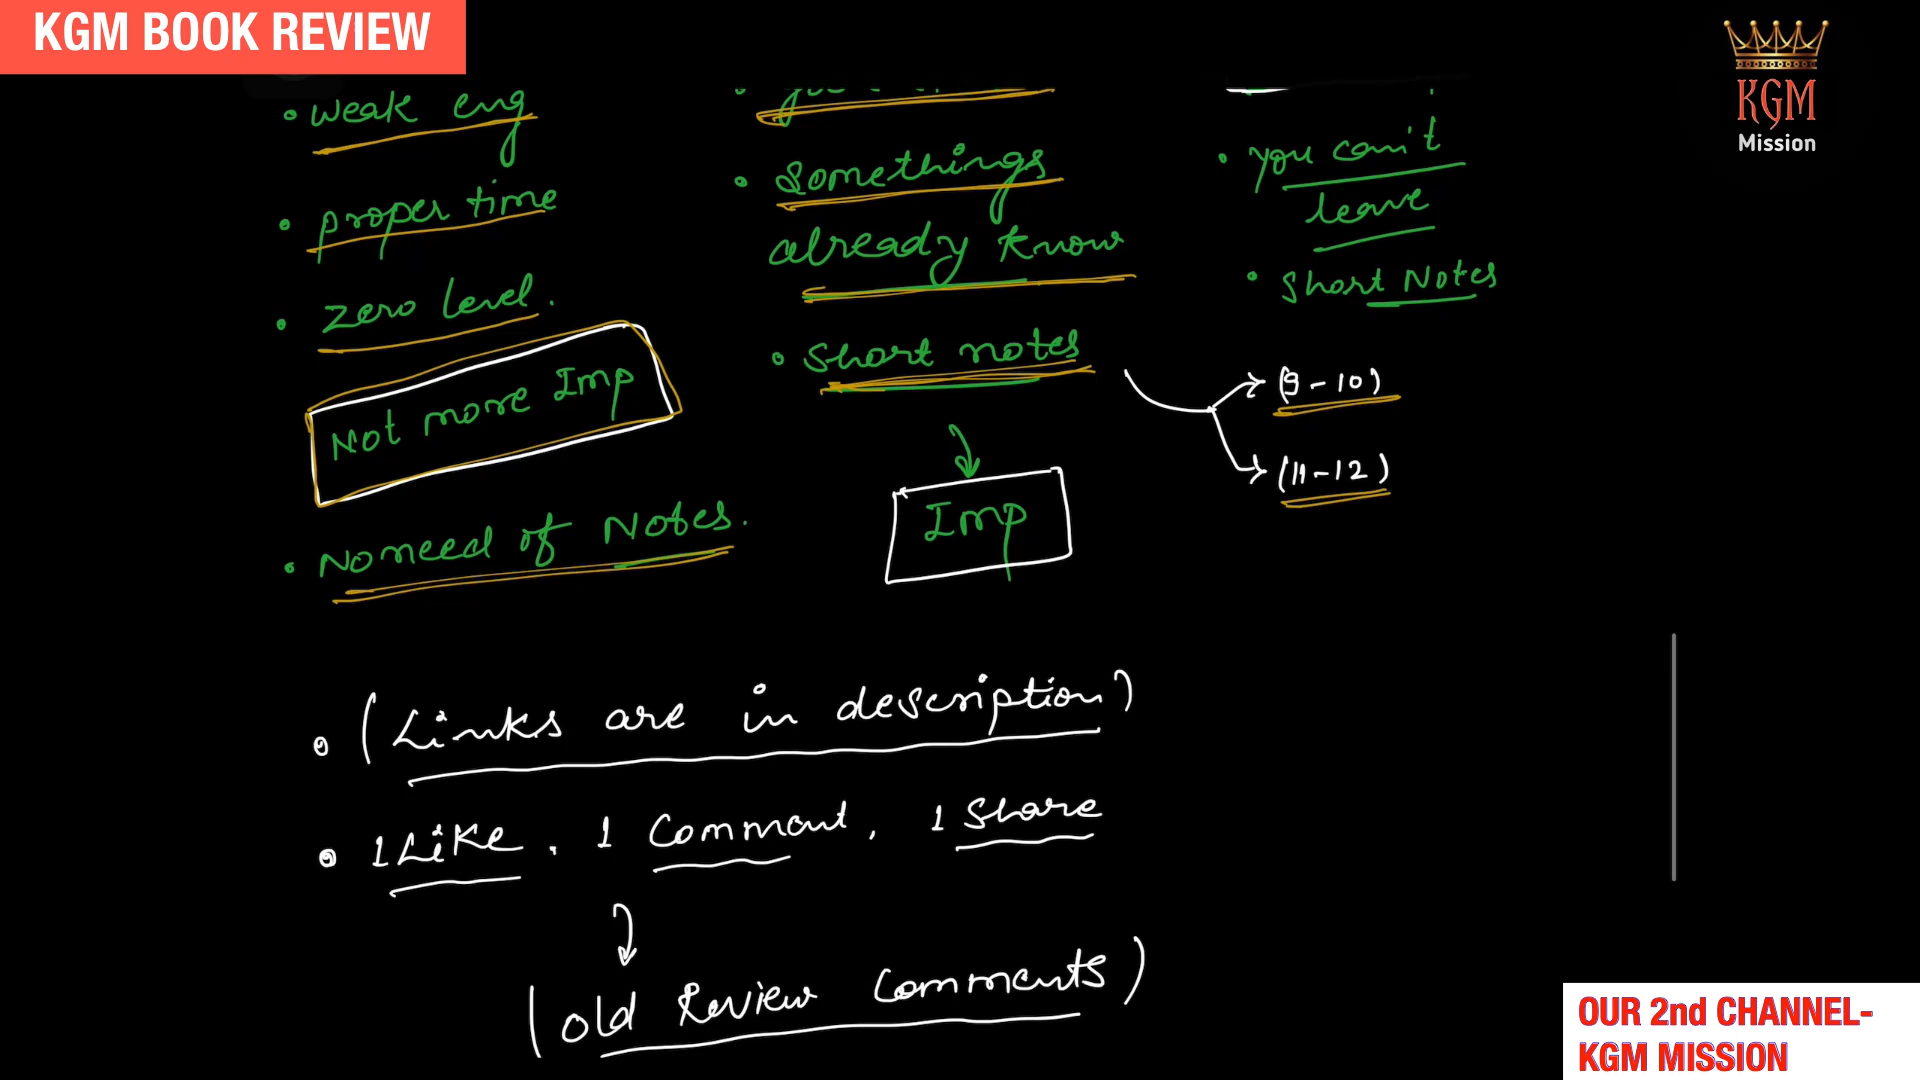 KGM BOOK REVIEW
KGM
Mission
• weak eng
• proper time
• zero level.
Not more Imp
• No need of Notes.
• somethings
already know
• Short notes
Imp
• you can't
leave
• Short Notes
(9-10)
(11-12)
• (Links are in description)
• 1 Like, 1 Comment, 1 Share
(old Review Comments)
OUR 2nd CHANNEL-
KGM MISSION